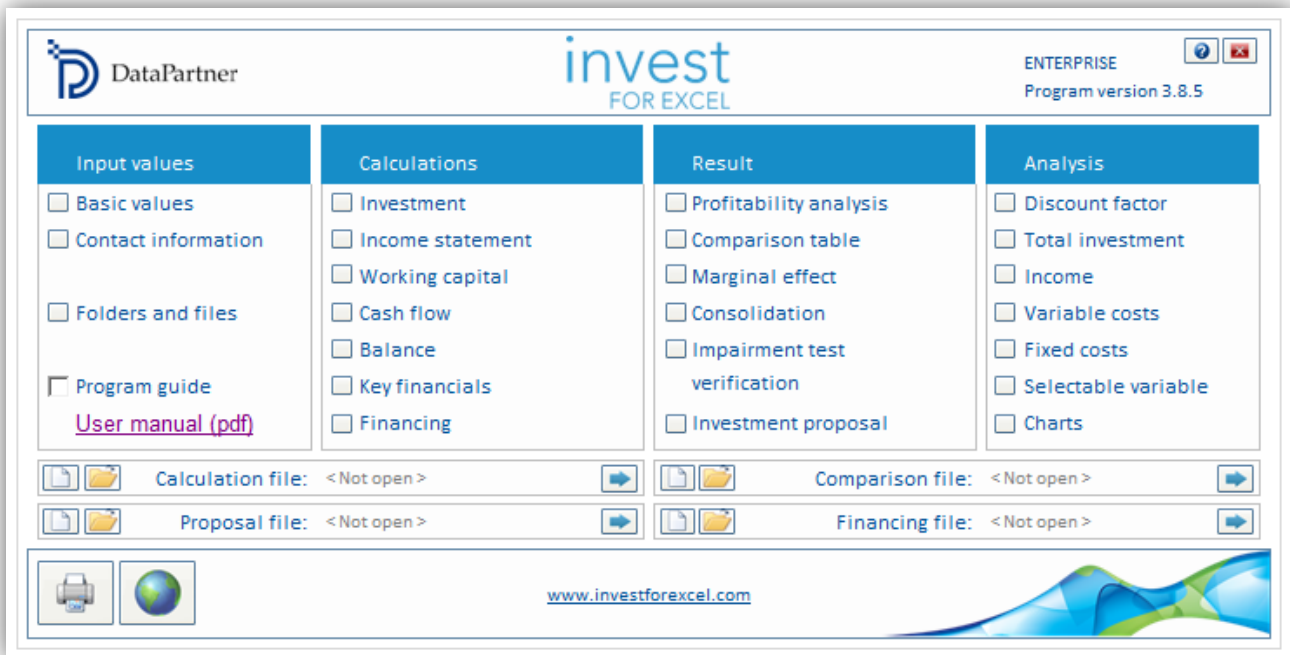 DataPartner
invest
FOR EXCEL
ENTERPRISE
Program version 3.8.5
Input values
Basic values
Contact information
Folders and files
Program guide
User manual (pdf)
Calculations
Investment
Income statement
Working capital
Cash flow
Balance
Key financials
Financing
Result
Profitability analysis
Comparison table
Marginal effect
Consolidation
Impairment test
verification
Investment proposal
Analysis
Discount factor
Total investment
Income
Variable costs
Fixed costs
Selectable variable
Charts
Calculation file: < Not open >
Comparison file: < Not open >
Proposal file: < Not open >
Financing file: < Not open >
www.investforexcel.com